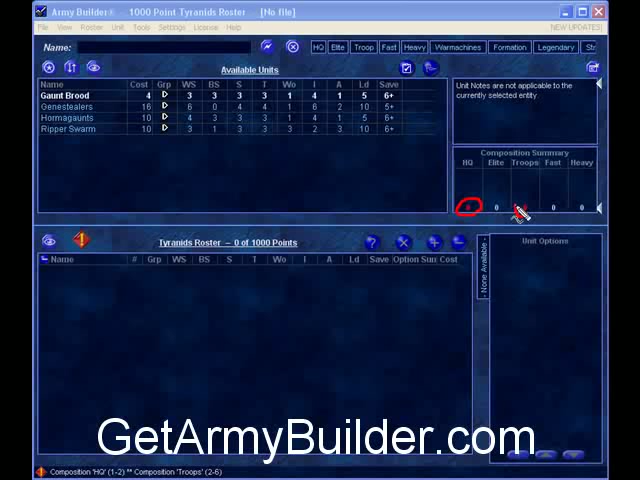 Army Builder® - 1000 Point Tyranids Roster - [No file]
File View Roster Unit Tools Settings License Help NEW UPDATES!
Name: HQ Elite Troop Fast Heavy Warmachines Formation Legendary Str
Available Units
Name Cost Grp WS BS S T Wo I A Ld Save
Gaunt Brood 4 3 3 3 3 1 4 1 5 6+
Genestealers 16 6 0 4 4 1 6 2 10 5+
Hormagaunts 10 4 3 3 3 1 4 1 5 6+
Ripper Swarm 10 3 1 3 3 3 2 3 10 6+
Unit Notes are not applicable to the
currently selected entity
Composition Summary
HQ Elite Troops Fast Heavy
0 0 0 0
Tyranids Roster - 0 of 1000 Points
Name # Grp WS BS S T Wo I A Ld Save Option Sun Cost
- None Available -
Unit Options
GetArmyBuilder.com
Composition 'HQ' (1-2) ** Composition 'Troops' (2-6)